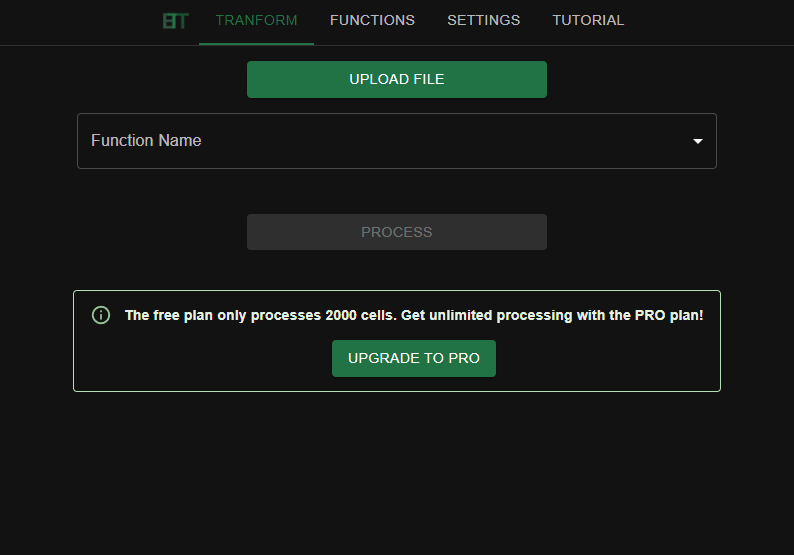 TRANFORM FUNCTIONS SETTINGS TUTORIAL
UPLOAD FILE
Function Name
PROCESS
The free plan only processes 2000 cells. Get unlimited processing with the PRO plan!
UPGRADE TO PRO